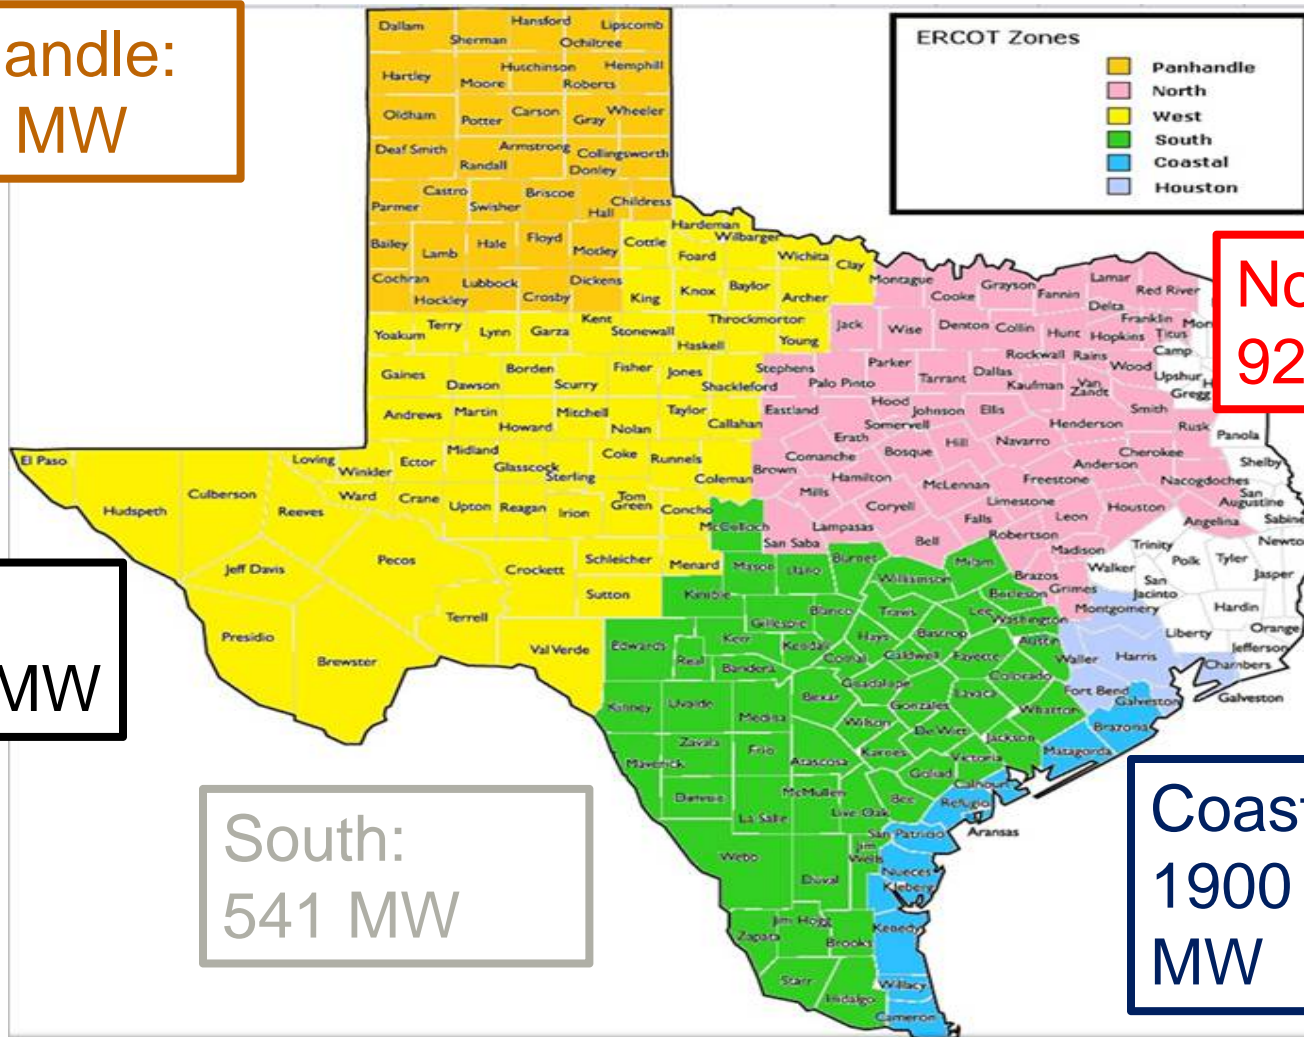 andle:
MW
ERCOT Zones
Panhandle
North
West
South
Coastal
Houston
Dallam
Sherman
Hansford
Ochiltree
Lipscomb
Hartley
Moore
Hutchinson
Roberts
Hemphill
Oldham
Potter
Carson
Gray
Wheeler
Deaf Smith
Randall
Armstrong
Donley
Collingsworth
Parmer
Castro
Swisher
Briscoe
Hall
Childress
Bailey
Lamb
Hale
Floyd
Motley
Cottle
Hardeman
Foard
Wilbarger
Wichita
Clay
Cochran
Hockley
Lubbock
Crosby
Dickens
King
Knox
Baylor
Archer
Montague
Cooke
Grayson
Fannin
Lamar
Red River
Delta
Franklin
Titus
Camp
Yoakum
Terry
Lynn
Garza
Kent
Stonewall
Haskell
Throckmorton
Young
Jack
Wise
Denton
Collin
Hunt
Hopkins
Rockwall
Rains
Wood
Upshur
Gregg
Gaines
Dawson
Borden
Scurry
Fisher
Jones
Shackleford
Stephens
Palo Pinto
Parker
Tarrant
Dallas
Kaufman
Van
Zandt
Smith
Rusk
Panola
Andrews
Martin
Howard
Mitchell
Nolan
Taylor
Callahan
Eastland
Erath
Hood
Somervell
Johnson
Ellis
Hill
Navarro
Henderson
Cherokee
Anderson
Shelby
El Paso
Hudspeth
Culberson
Loving
Winkler
Ward
Reeves
Ector
Crane
Midland
Upton
Glasscock
Reagan
Sterling
Irion
Coke
Tom
Green
Runnels
Concho
Coleman
McCulloch
Brown
Comanche
Mills
Hamilton
Bosque
McLennan
Coryell
Limestone
Freestone
Falls
Leon
Houston
Nacogdoches
San
Augustine
Angelina
San Saba
Lampasas
Bell
Robertson
Madison
Brazos
Grimes
Walker
Trinity
Polk
Tyler
Jasper
San
Jacinto
Hardin
Orange
Liberty
Jefferson
Chambers
Jeff Davis
Pecos
Presidio
Brewster
Terrell
Crockett
Val Verde
Schleicher
Sutton
Menard
Mason
Llano
Burnet
Williamson
Milam
Burleson
Lee
Washington
Kimble
Gillespie
Blanco
Travis
Bastrop
Hays
Edwards
Real
Kerr
Kendall
Bandera
Comal
Caldwell
Fayette
Austin
Colorado
Waller
Harris
Montgomery
Fort Bend
Galveston
Galveston
Brazoria
Kinney
Uvalde
Medina
Bexar
Guadalupe
Gonzales
Lavaca
Wharton
Wilson
De Witt
Jackson
Matagorda
Maverick
Zavala
Frio
Atascosa
Karnes
Goliad
Victoria
Calhoun
Dimmit
La Salle
McMullen
Live Oak
Bee
Refugio
San Patricio
Aransas
Webb
Duval
Jim
Wells
Nueces
Kleberg
Zapata
Jim Hogg
Brooks
Kenedy
Starr
Hidalgo
Willacy
Cameron
No
92
MW
South:
541 MW
Coast
1900
MW